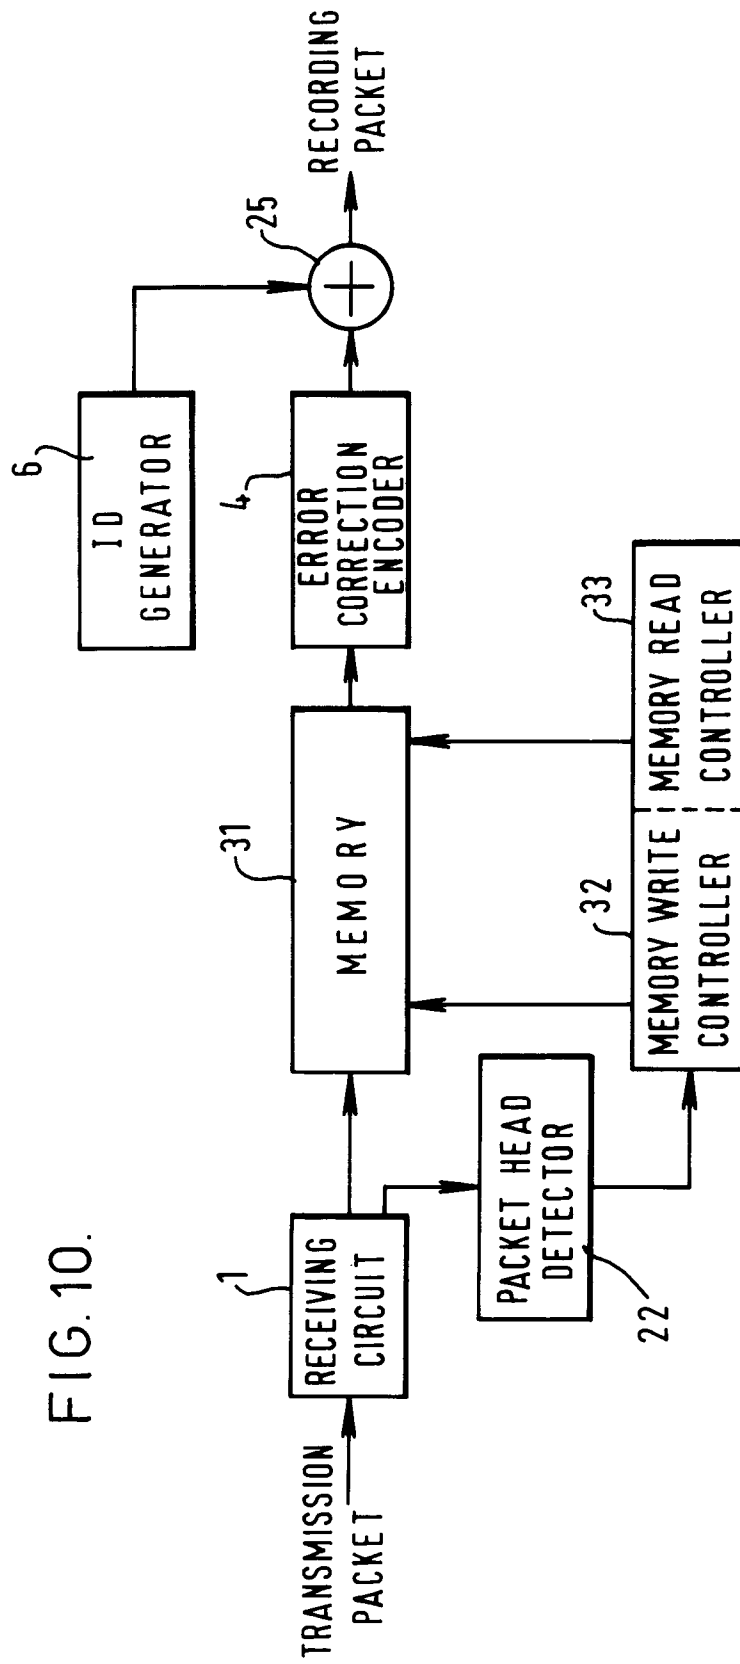 FIG. 10.
TRANSMISSION
PACKET
1
RECEIVING
CIRCUIT
PACKET HEAD
DETECTOR
22
31
MEMORY
32
MEMORY WRITE
CONTROLLER
33
MEMORY READ
CONTROLLER
4
ERROR
CORRECTION
ENCODER
6
ID
GENERATOR
25
RECORDING
PACKET